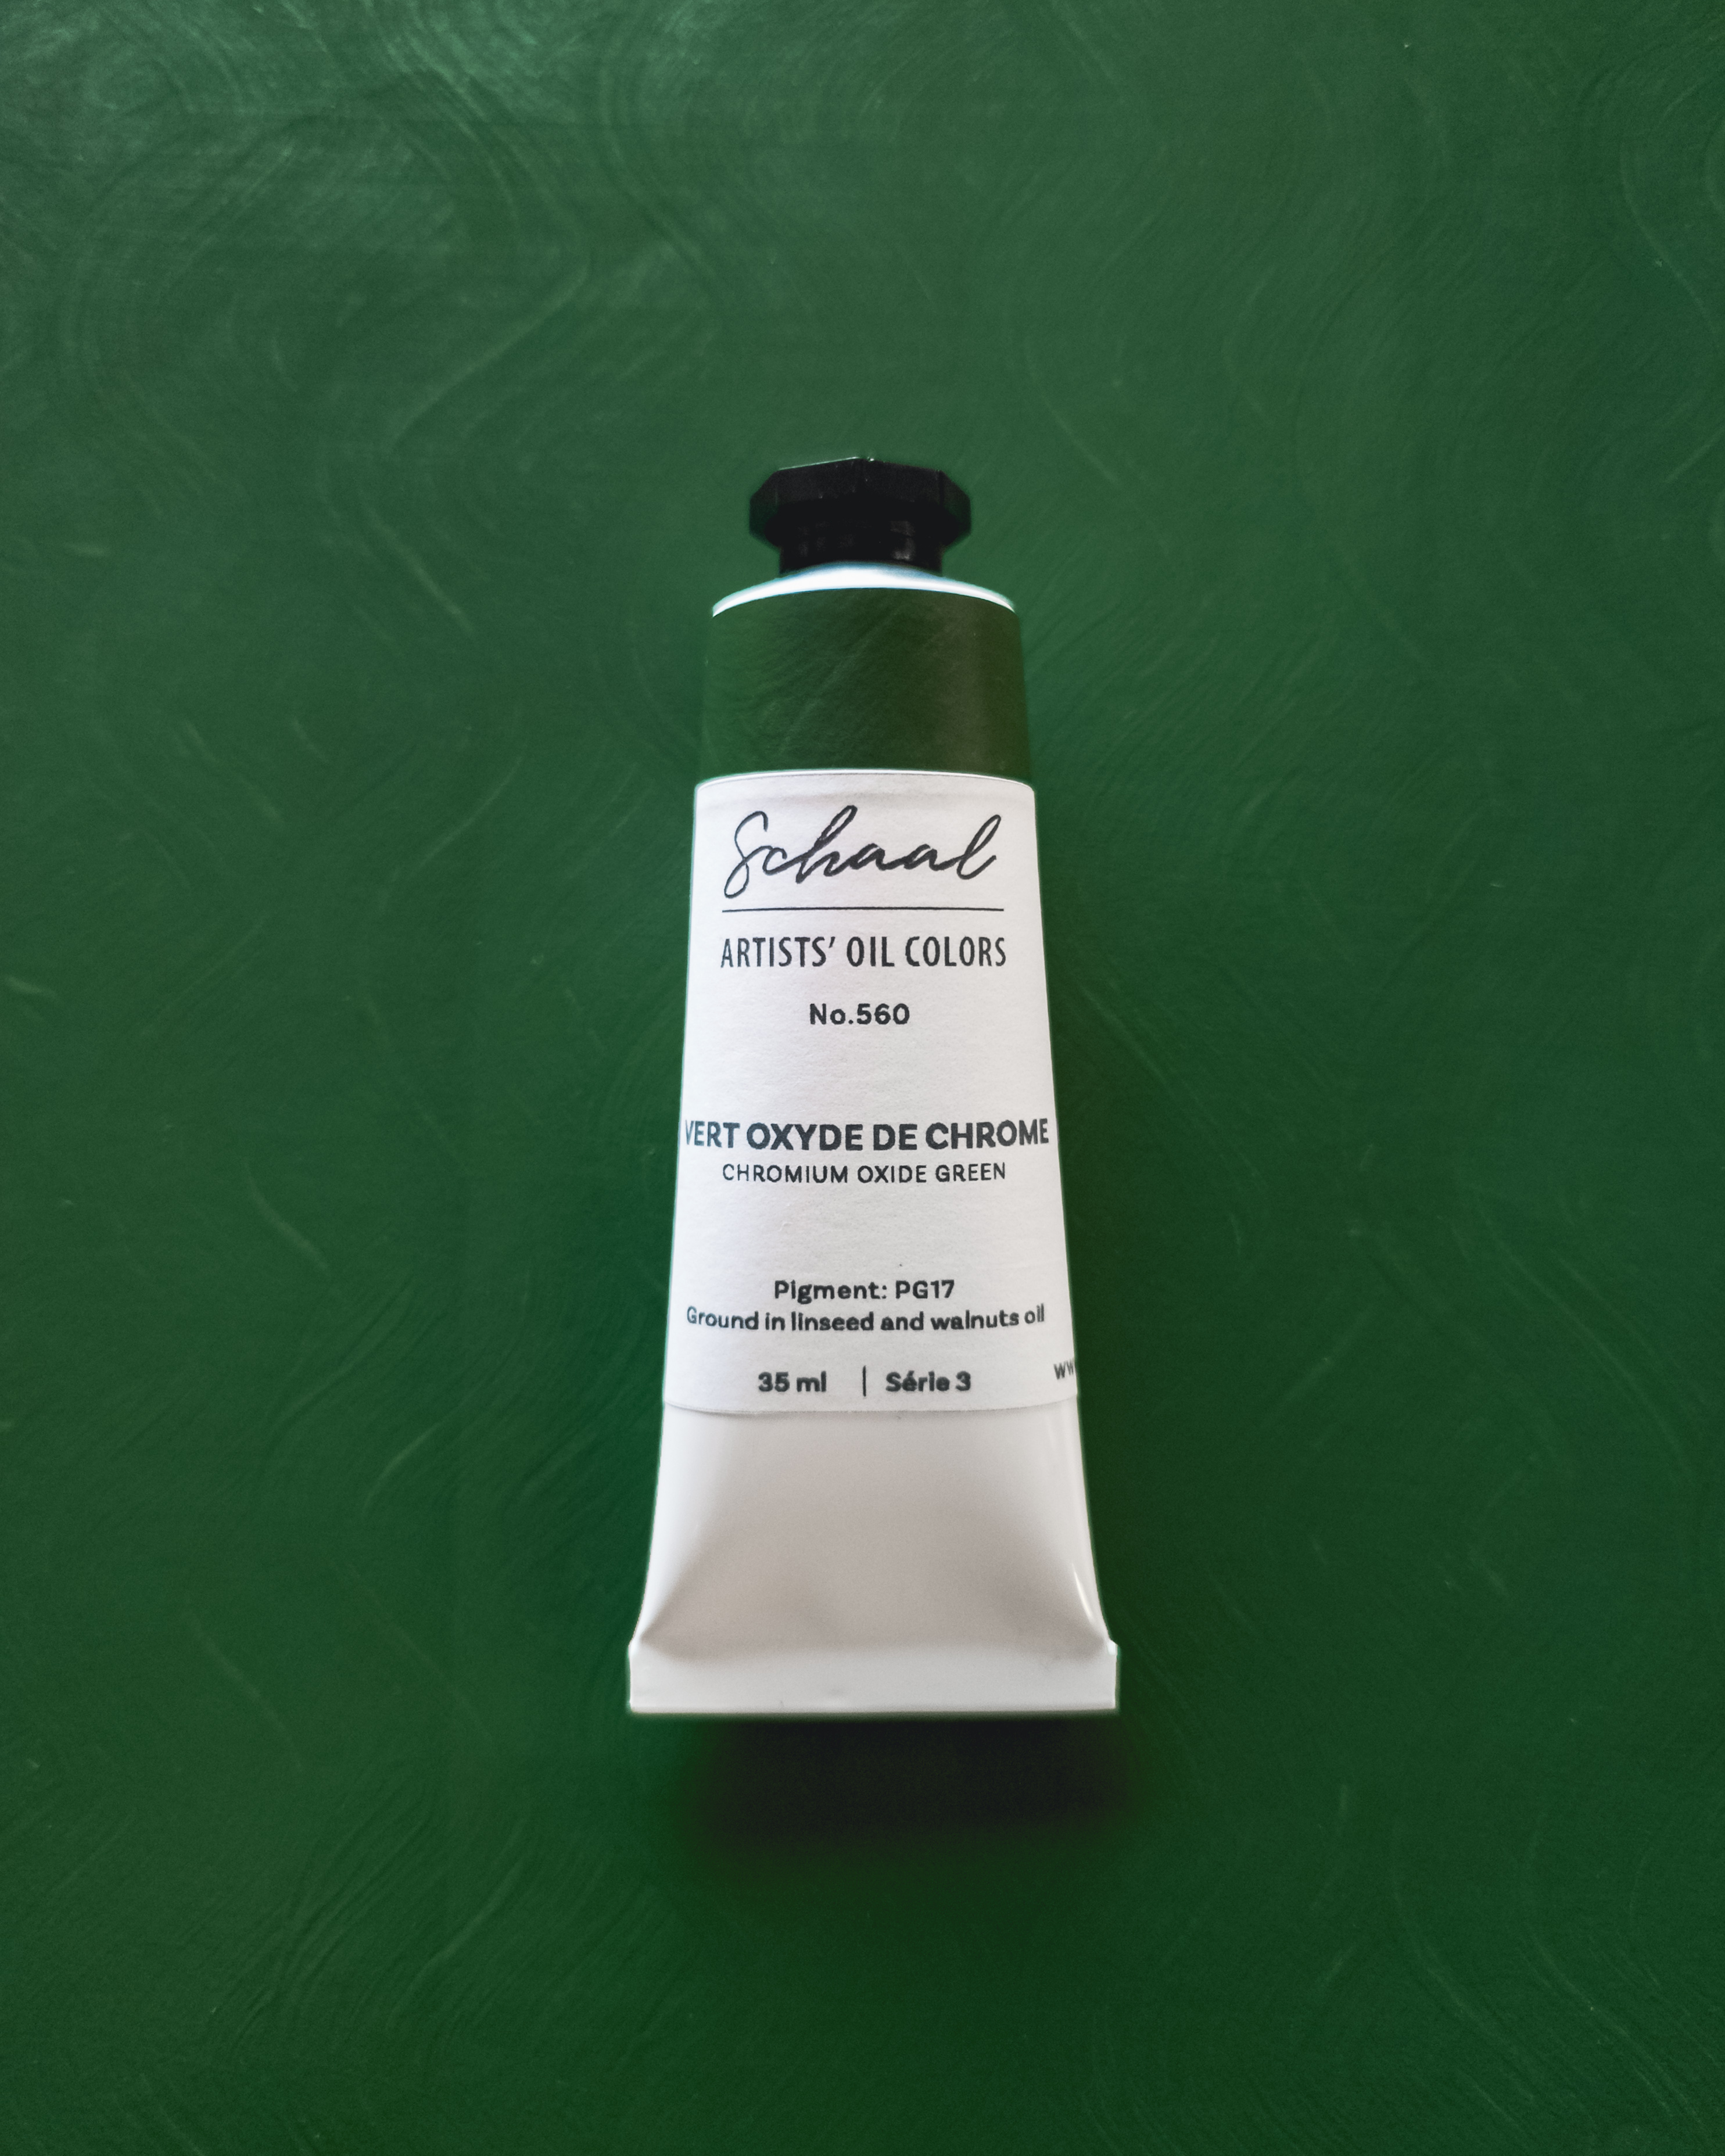 Schaal
ARTISTS' OIL COLORS
No.560
VERT OXYDE DE CHROME
CHROMIUM OXIDE GREEN
Pigment: PG17
Ground in linseed and walnuts oil
35 ml | Série 3